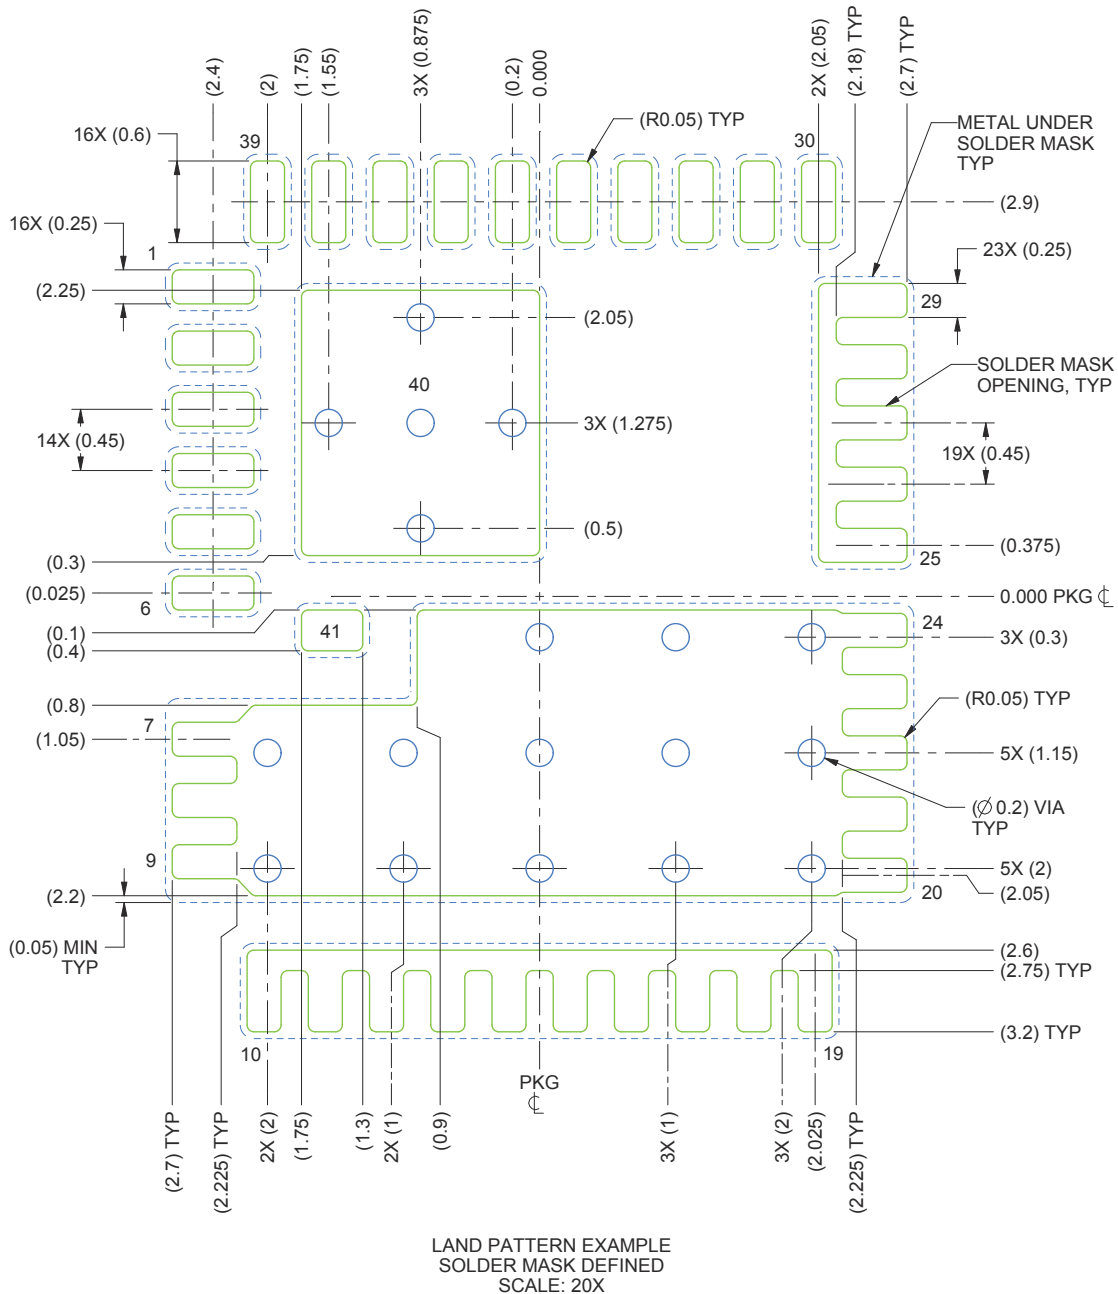 (2.4)
(2)
(1.75)
(1.55)
3X (0.875)
(0.2)
0.000
2X (2.05)
(2.18) TYP
(2.7) TYP
16X (0.6)
39
(R0.05) TYP
30
METAL UNDER
SOLDER MASK
TYP
(2.9)
16X (0.25)
1
23X (0.25)
(2.25)
29
(2.05)
SOLDER MASK
OPENING, TYP
40
3X (1.275)
14X (0.45)
19X (0.45)
(0.5)
(0.375)
(0.3)
25
(0.025)
6
0.000 PKG ℄
(0.1)
41
24
(0.4)
3X (0.3)
(0.8)
7
(R0.05) TYP
(1.05)
5X (1.15)
(∅ 0.2) VIA
TYP
9
5X (2)
(2.2)
20
(2.05)
(0.05) MIN
TYP
(2.6)
(2.75) TYP
(3.2) TYP
10
19
PKG
℄
(2.7) TYP
(2.225) TYP
2X (2)
(1.75)
(1.3)
2X (1)
(0.9)
3X (1)
3X (2)
(2.025)
(2.225) TYP
LAND PATTERN EXAMPLE
SOLDER MASK DEFINED
SCALE: 20X